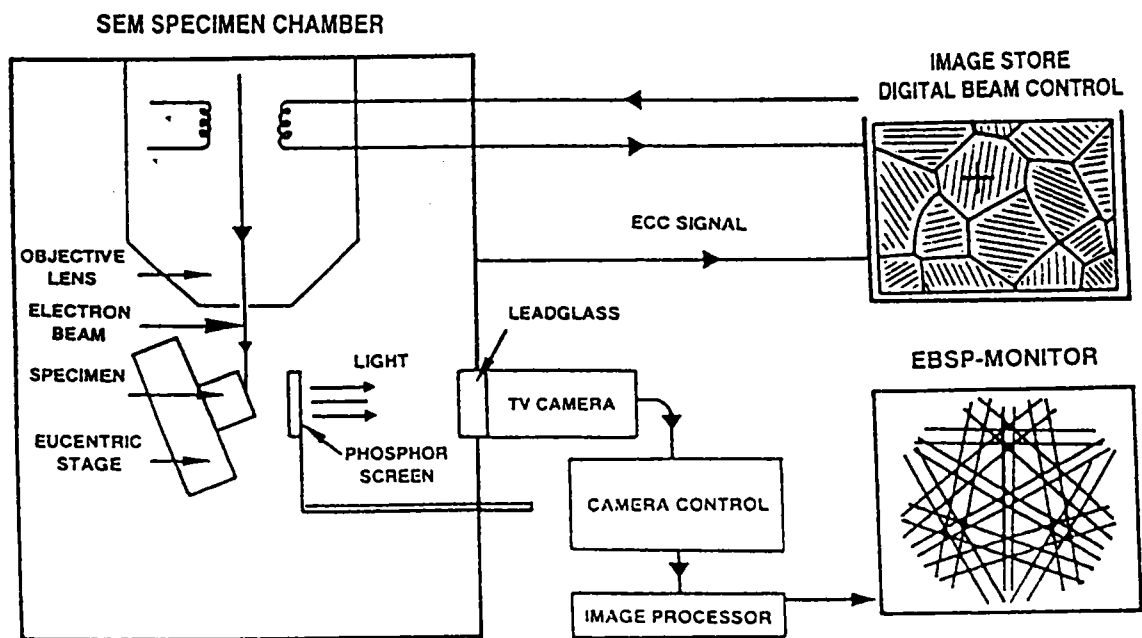 SEM SPECIMEN CHAMBER
IMAGE STORE
DIGITAL BEAM CONTROL
ECC SIGNAL
OBJECTIVE
LENS
ELECTRON
BEAM
SPECIMEN
EUCENTRIC
STAGE
LIGHT
PHOSPHOR
SCREEN
LEADGLASS
TV CAMERA
CAMERA CONTROL
IMAGE PROCESSOR
EBSP-MONITOR